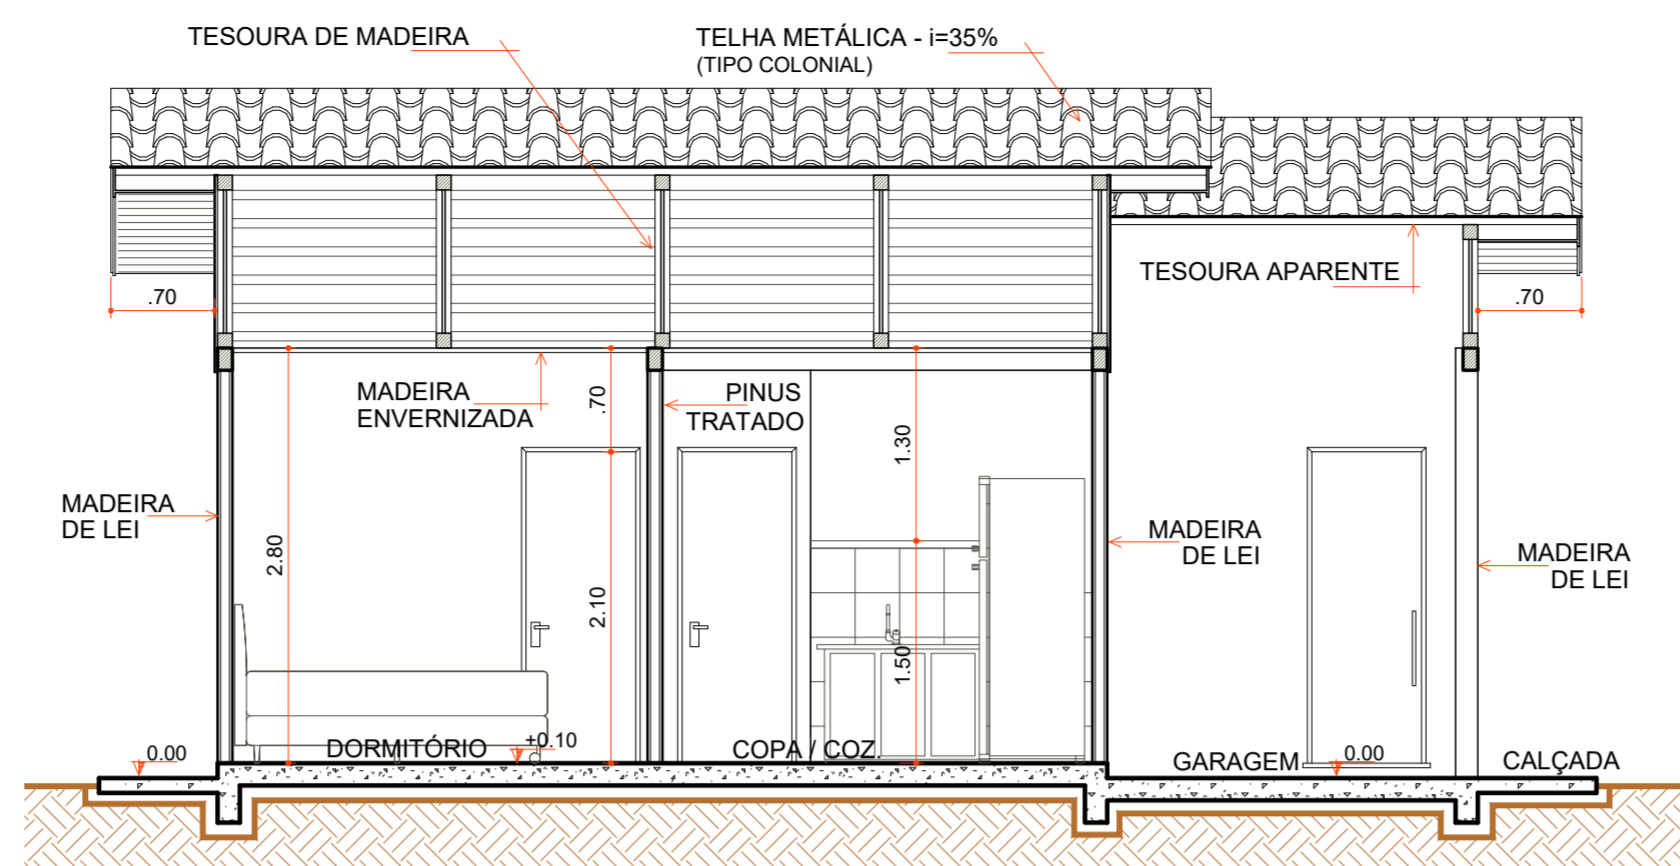 TESOURA DE MADEIRA
TELHA METÁLICA - i=35%
(TIPO COLONIAL)
TESOURA APARENTE
.70
.70
MADEIRA
ENVERNIZADA
.70
PINUS
TRATADO
1.30
MADEIRA
DE LEI
2.80
2.10
1.50
MADEIRA
DE LEI
MADEIRA
DE LEI
0.00
DORMITÓRIO
+0.10
COPA / COZ.
GARAGEM
0.00
CALÇADA